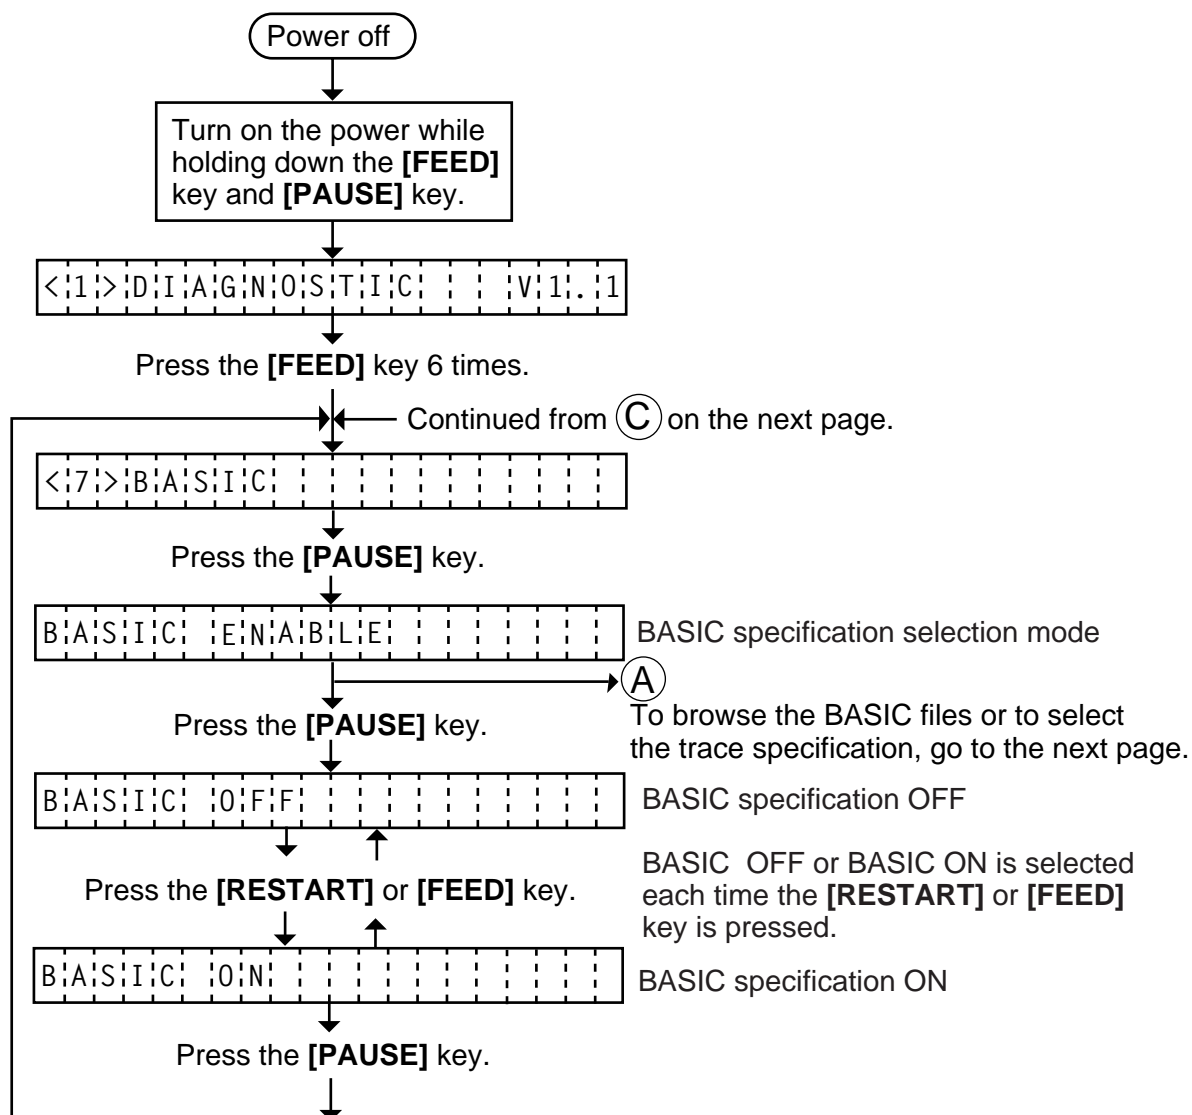 Power off
Turn on the power while
holding down the [FEED]
key and [PAUSE] key.
<1>DIAGNOSTIC   V1.1
Press the [FEED] key 6 times.
Continued from C on the next page.
<7>BASIC
Press the [PAUSE] key.
BASIC ENABLE
BASIC specification selection mode
A
Press the [PAUSE] key.
To browse the BASIC files or to select
the trace specification, go to the next page.
BASIC OFF
BASIC specification OFF
Press the [RESTART] or [FEED] key.
BASIC  OFF or BASIC ON is selected
each time the [RESTART] or [FEED]
key is pressed.
BASIC ON
BASIC specification ON
Press the [PAUSE] key.